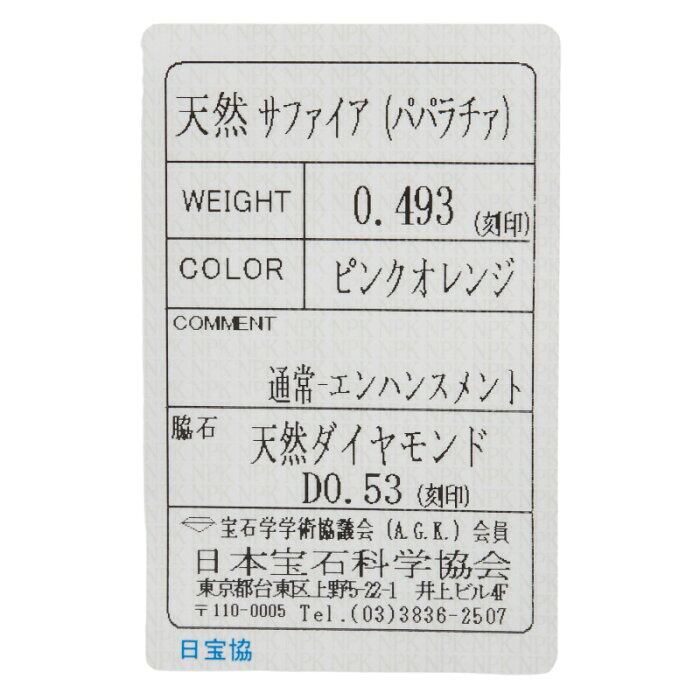 天然 サファイア (パパラチァ)
WEIGHT 0.493 (刻印)
COLOR ピンクオレンジ
COMMENT
通常-エンハンスメント
脇石 天然ダイヤモンド
D0.53 (刻印)
宝石学学術協議会 (A.G.K.) 会員
日本宝石科学協会
東京都台東区上野5-22-1 井上ビル4F
〒110-0005 Tel.(03)3836-2507
日宝協